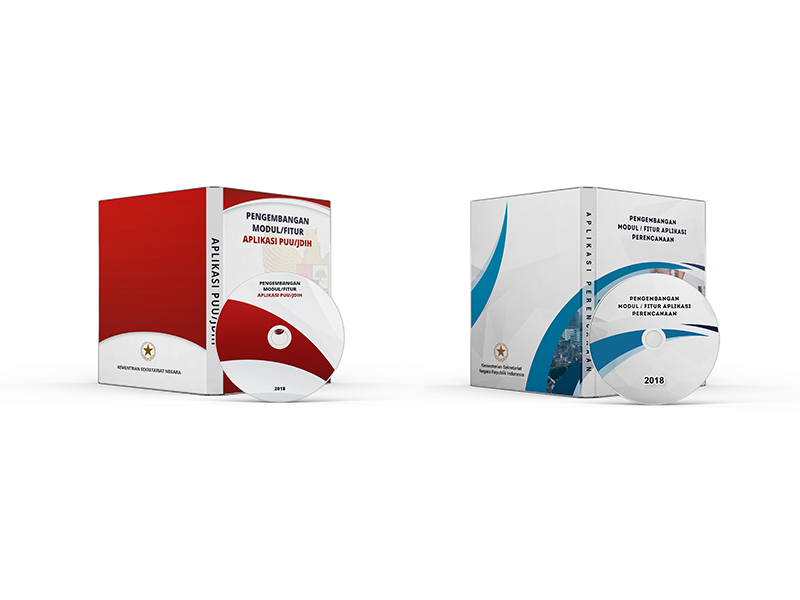 PENGEMBANGAN
MODUL/FITUR
APLIKASI PUU/JDIH
APLIKASI PUU/JDIH
PENGEMBANGAN
MODUL/FITUR
APLIKASI PUU/JDIH
2018
KEMENTRIAN SEKRETARIAT NEGARA
PENGEMBANGAN
MODUL / FITUR APLIKASI
PERENCANAAN
APLIKASI PERENCANAAN
PENGEMBANGAN
MODUL / FITUR APLIKASI
PERENCANAAN
2018
Kementerian Sekretariat
Negara Republik Indonesia